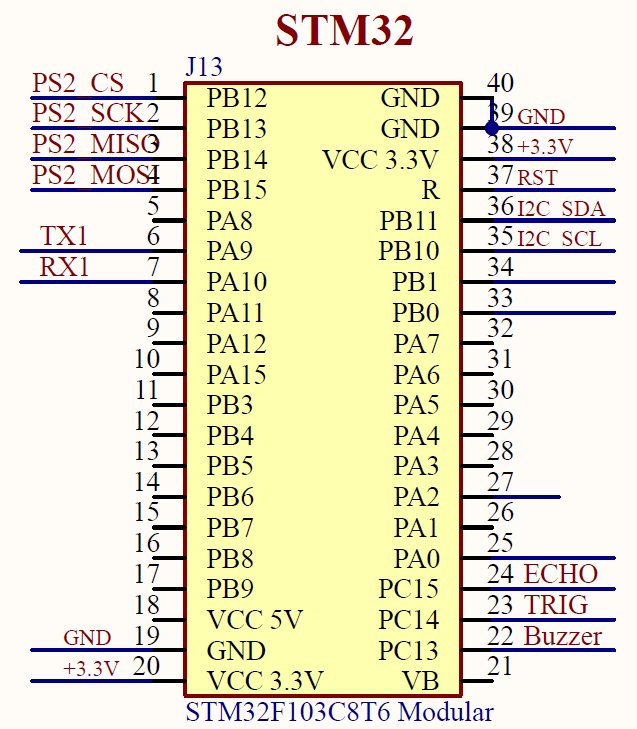 STM32
J13
PS2_CS 1 PB12 GND 40
PS2_SCK 2 PB13 GND 39 GND
PS2_MISO 3 PB14 VCC 3.3V 38 +3.3V
PS2_MOSI 4 PB15 R 37 RST
5 PA8 PB11 36 I2C_SDA
TX1 6 PA9 PB10 35 I2C_SCL
RX1 7 PA10 PB1 34
8 PA11 PB0 33
9 PA12 PA7 32
10 PA15 PA6 31
11 PB3 PA5 30
12 PB4 PA4 29
13 PB5 PA3 28
14 PB6 PA2 27
15 PB7 PA1 26
16 PB8 PA0 25
17 PB9 PC15 24 ECHO
18 VCC 5V PC14 23 TRIG
GND 19 GND PC13 22 Buzzer
+3.3V 20 VCC 3.3V VB 21
STM32F103C8T6 Modular